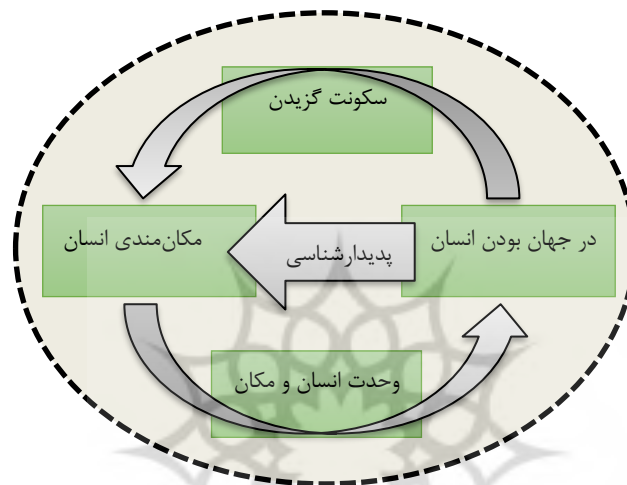 سکونت گزیدن
در جهان بودن انسان
پدیدارشناسی
مکان‌مندی انسان
وحدت انسان و مکان